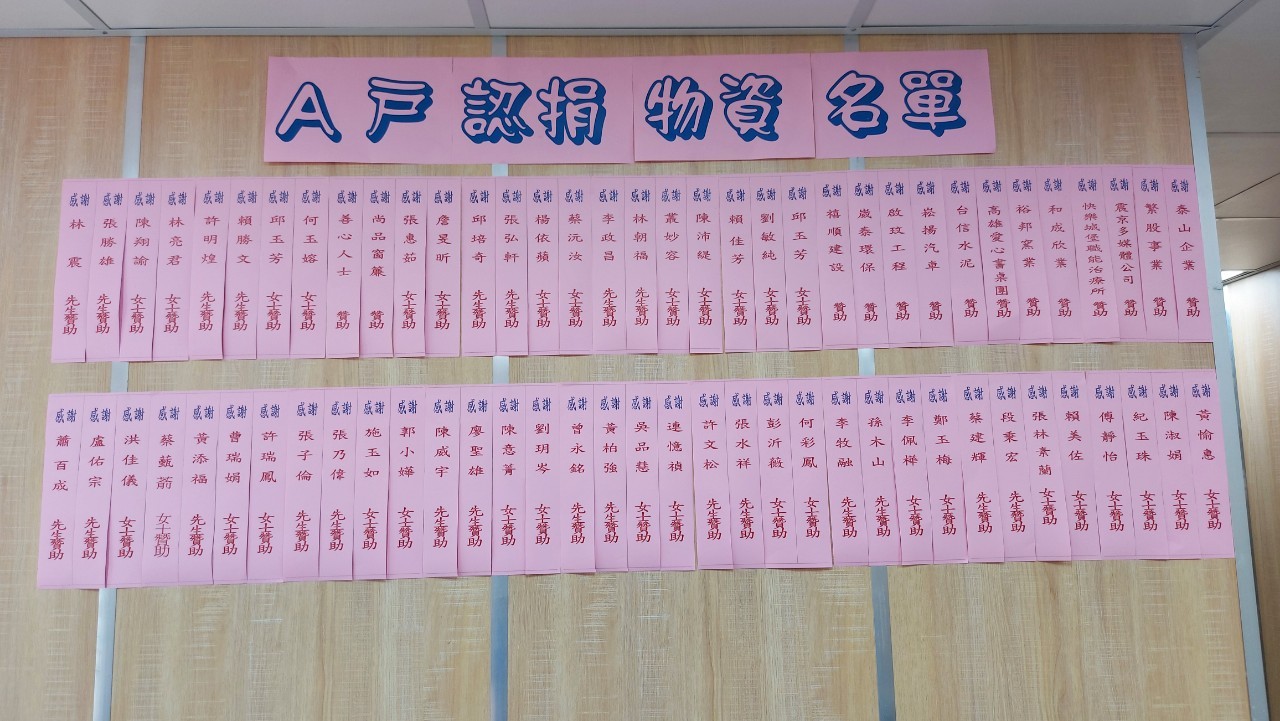 A戶認捐物資名單
感謝 泰山企業 贊助
感謝 繁股事業 贊助
感謝 震京多媒體公司 贊助
感謝 快樂城堡職能治療所 贊助
感謝 和成欣業 贊助
感謝 裕邦窯業 贊助
感謝 高雄愛心書桌團 贊助
感謝 台信水泥 贊助
感謝 崧揚汽車 贊助
感謝 啟玟工程 贊助
感謝 崴泰環保 贊助
感謝 禧順建設 贊助
感謝 邱玉芳 女士贊助
感謝 劉敏純 女士贊助
感謝 賴佳芳 女士贊助
感謝 陳沛緹 女士贊助
感謝 叢妙容 女士贊助
感謝 林朝福 先生贊助
感謝 李政昌 先生贊助
感謝 蔡沅汝 女士贊助
感謝 楊依蘋 女士贊助
感謝 張弘軒 先生贊助
感謝 邱培奇 先生贊助
感謝 詹旻昕 女士贊助
感謝 張惠茹 女士贊助
感謝 尚品窗簾 贊助
感謝 善心人士 贊助
感謝 何玉嫆 女士贊助
感謝 邱玉芳 女士贊助
感謝 賴勝文 先生贊助
感謝 許明煌 先生贊助
感謝 林亮君 女士贊助
感謝 陳翔諭 女士贊助
感謝 張勝雄 先生贊助
感謝 林震 先生贊助
感謝 黃愉惠 女士贊助
感謝 陳淑娟 女士贊助
感謝 紀玉珠 女士贊助
感謝 傅靜怡 女士贊助
感謝 賴美佐 女士贊助
感謝 張林素蘭 女士贊助
感謝 段秉宏 先生贊助
感謝 蔡建輝 先生贊助
感謝 鄭玉梅 女士贊助
感謝 李佩樺 女士贊助
感謝 孫木山 先生贊助
感謝 李牧融 先生贊助
感謝 何彩鳳 女士贊助
感謝 彭沂薇 女士贊助
感謝 張水祥 先生贊助
感謝 許文松 先生贊助
感謝 連憶禎 女士贊助
感謝 吳品慧 女士贊助
感謝 黃柏強 先生贊助
感謝 曾永銘 先生贊助
感謝 劉玥岑 女士贊助
感謝 陳意菁 女士贊助
感謝 廖聖雄 先生贊助
感謝 陳威宇 先生贊助
感謝 郭小嬅 女士贊助
感謝 施玉如 女士贊助
感謝 張乃偉 先生贊助
感謝 張子倫 先生贊助
感謝 許瑞鳳 女士贊助
感謝 曹瑞娟 女士贊助
感謝 黃添福 先生贊助
感謝 蔡甄 女士贊助
感謝 洪佳儀 女士贊助
感謝 盧佑宗 先生贊助
感謝 蕭百成 先生贊助